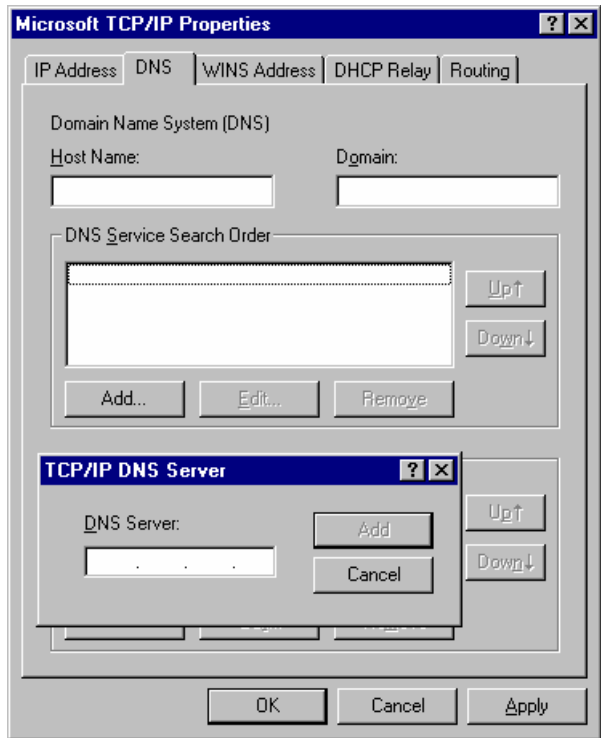 Microsoft TCP/IP Properties
IP Address DNS WINS Address DHCP Relay Routing
Domain Name System (DNS)
Host Name: Domain:
DNS Service Search Order
Up↑
Down↓
Add... Edit... Remove
TCP/IP DNS Server
DNS Server:
Add
. . .
Cancel
Up↑
Down↓
OK Cancel Apply